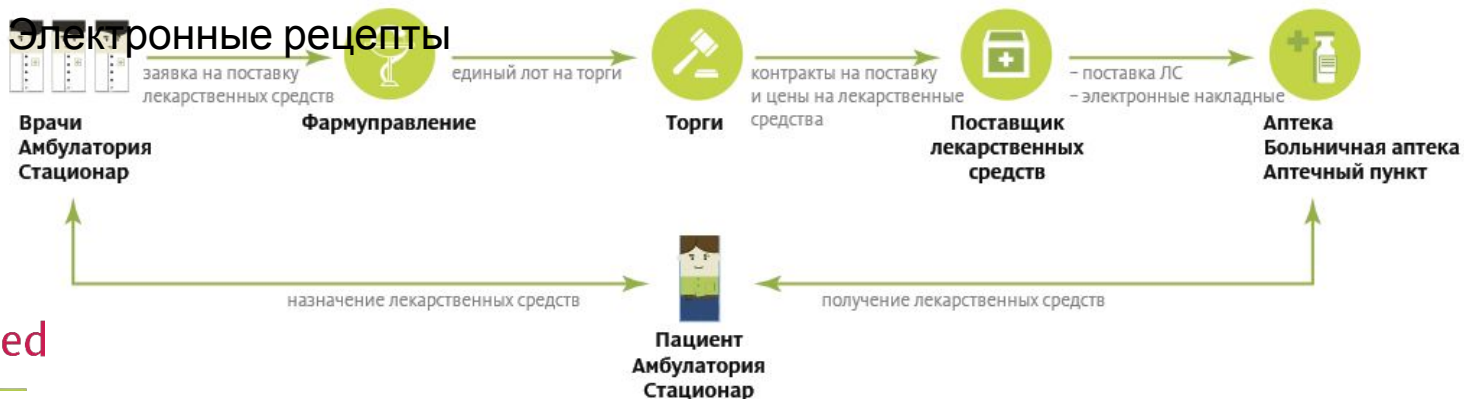 Электронные рецепты
заявка на поставку
лекарственных средств
единый лот на торги
контракты на поставку
и цены на лекарственные
средства
– поставка ЛС
– электронные накладные
Врачи
Амбулатория
Стационар
Фармуправление
Торги
Поставщик
лекарственных
средств
Аптека
Больничная аптека
Аптечный пункт
назначение лекарственных средств
получение лекарственных средств
Пациент
Амбулатория
Стационар
ed